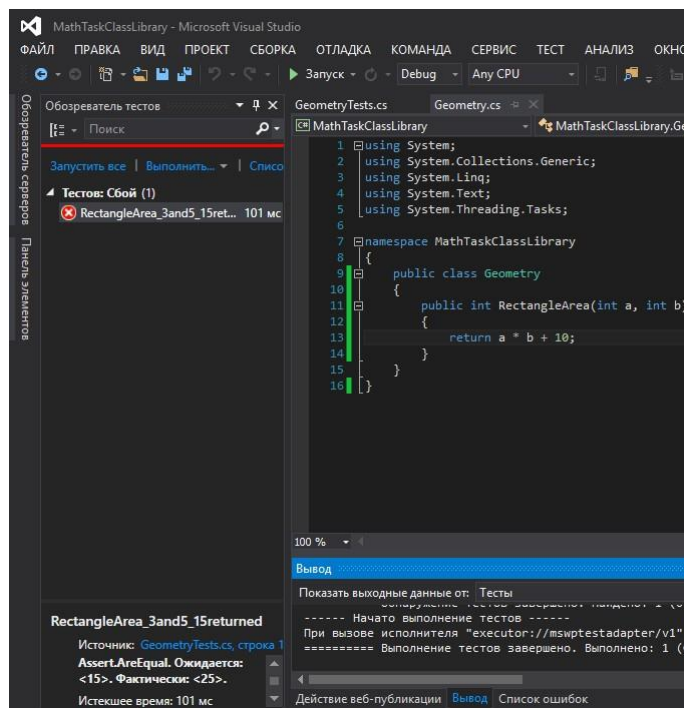 MathTaskClassLibrary - Microsoft Visual Studio
ФАЙЛ ПРАВКА ВИД ПРОЕКТ СБОРКА ОТЛАДКА КОМАНДА СЕРВИС ТЕСТ АНАЛИЗ ОКНО
Запуск Debug Any CPU
Обозреватель серверов
Панель элементов
Обозреватель тестов
Поиск
Запустить все | Выполнить... | Списо
Тестов: Сбой (1)
RectangleArea_3and5_15ret... 101 мс
GeometryTests.cs Geometry.cs
MathTaskClassLibrary MathTaskClassLibrary.Ge
1 using System;
2 using System.Collections.Generic;
3 using System.Linq;
4 using System.Text;
5 using System.Threading.Tasks;
6
7 namespace MathTaskClassLibrary
8 {
9 public class Geometry
10 {
11 public int RectangleArea(int a, int b)
12 {
13 return a * b + 10;
14 }
15 }
16 }
100 %
Вывод
Показать выходные данные от: Тесты
------ Начато выполнение тестов ------
При вызове исполнителя "executor://mswptestadapter/v1"
========== Выполнение тестов завершено. Выполнено: 1 (
Действие веб-публикации Вывод Список ошибок
RectangleArea_3and5_15returned
Источник: GeometryTests.cs, строка 1
Assert.AreEqual. Ожидается:
<15>. Фактически: <25>.
Истекшее время: 101 мс